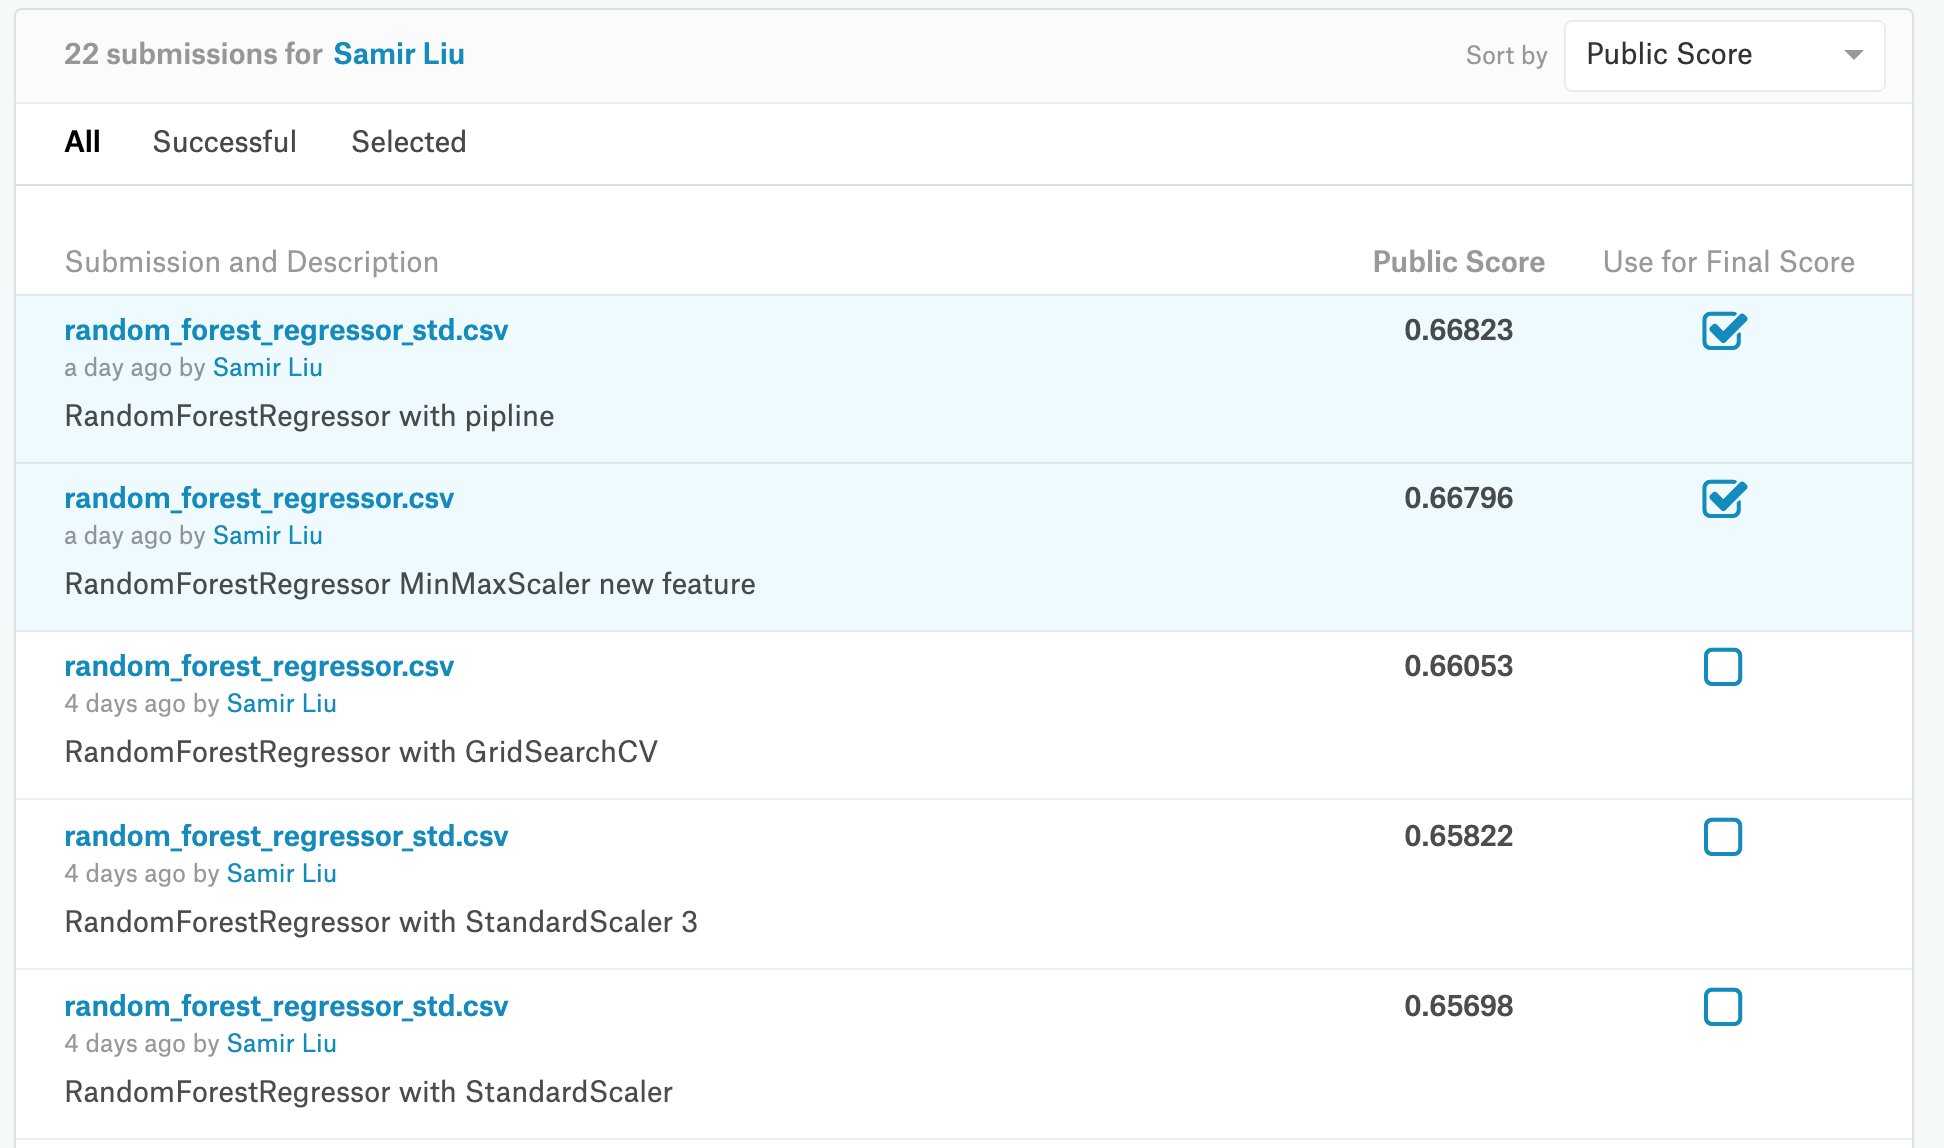 22 submissions for Samir Liu
Sort by Public Score
All Successful Selected
Submission and Description Public Score Use for Final Score
random_forest_regressor_std.csv 0.66823
a day ago by Samir Liu
RandomForestRegressor with pipline
random_forest_regressor.csv 0.66796
a day ago by Samir Liu
RandomForestRegressor MinMaxScaler new feature
random_forest_regressor.csv 0.66053
4 days ago by Samir Liu
RandomForestRegressor with GridSearchCV
random_forest_regressor_std.csv 0.65822
4 days ago by Samir Liu
RandomForestRegressor with StandardScaler 3
random_forest_regressor_std.csv 0.65698
4 days ago by Samir Liu
RandomForestRegressor with StandardScaler